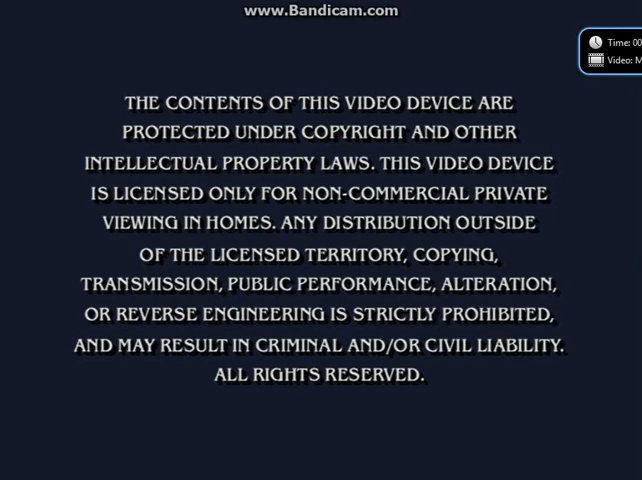 www.Bandicam.com
Time: 00
Video: M
THE CONTENTS OF THIS VIDEO DEVICE ARE
PROTECTED UNDER COPYRIGHT AND OTHER
INTELLECTUAL PROPERTY LAWS. THIS VIDEO DEVICE
IS LICENSED ONLY FOR NON-COMMERCIAL PRIVATE
VIEWING IN HOMES. ANY DISTRIBUTION OUTSIDE
OF THE LICENSED TERRITORY, COPYING,
TRANSMISSION, PUBLIC PERFORMANCE, ALTERATION,
OR REVERSE ENGINEERING IS STRICTLY PROHIBITED,
AND MAY RESULT IN CRIMINAL AND/OR CIVIL LIABILITY.
ALL RIGHTS RESERVED.